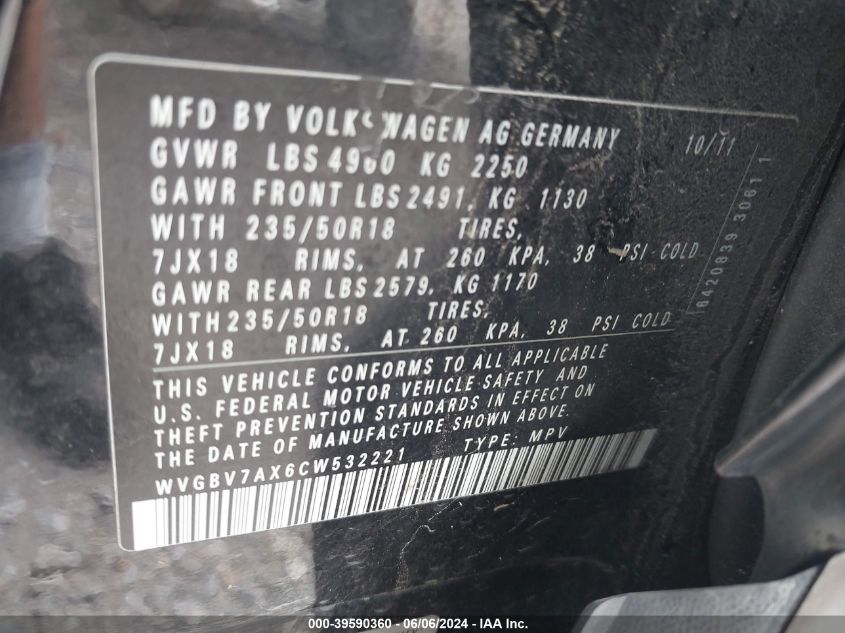 MFD BY VOLKSWAGEN AG GERMANY 10/11
GVWR LBS 4960 KG 2250
GAWR FRONT LBS 2491, KG 1130
WITH 235/50R18 TIRES,
7JX18 RIMS, AT 260 KPA, 38 PSI COLD
GAWR REAR LBS 2579, KG 1170
WITH 235/50R18 TIRES,
7JX18 RIMS, AT 260 KPA, 38 PSI COLD
THIS VEHICLE CONFORMS TO ALL APPLICABLE
U.S. FEDERAL MOTOR VEHICLE SAFETY AND
THEFT PREVENTION STANDARDS IN EFFECT ON
THE DATE OF MANUFACTURE SHOWN ABOVE.
WVGBV7AX6CW532221 TYPE: MPV
6420839 30611
000-39590360 - 06/06/2024 - IAA Inc.